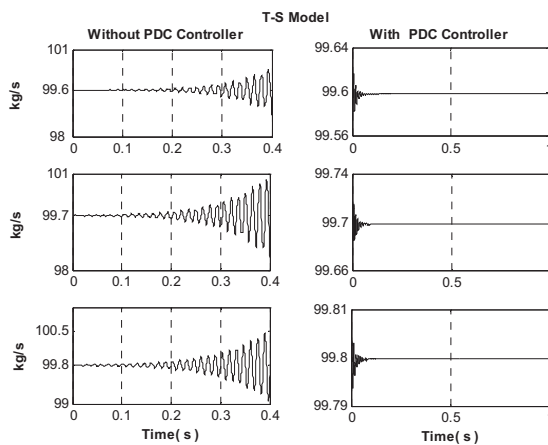 T-S Model
Without PDC Controller
With PDC Controller
kg/s
101
99.6
98
0 0.1 0.2 0.3 0.4
99.64
99.6
99.56
0 0.5
kg/s
101
99.7
98
0 0.1 0.2 0.3 0.4
99.74
99.7
99.66
0 0.5
kg/s
100.5
99.8
99
0 0.1 0.2 0.3 0.4
Time( s )
99.81
99.8
99.79
0 0.5
Time( s )